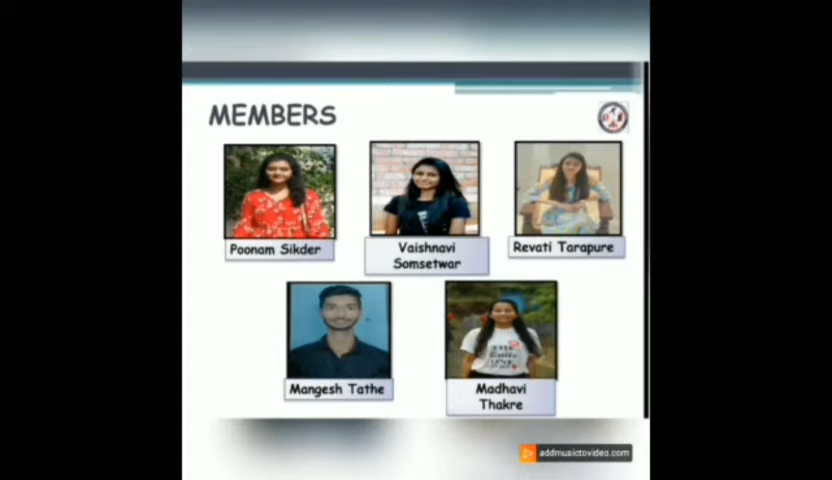 MEMBERS
Poonam Sikder
Vaishnavi
Somsetwar
Revati Tarapure
Mangesh Tathe
Madhavi
Thakre
addmusictovideo.com